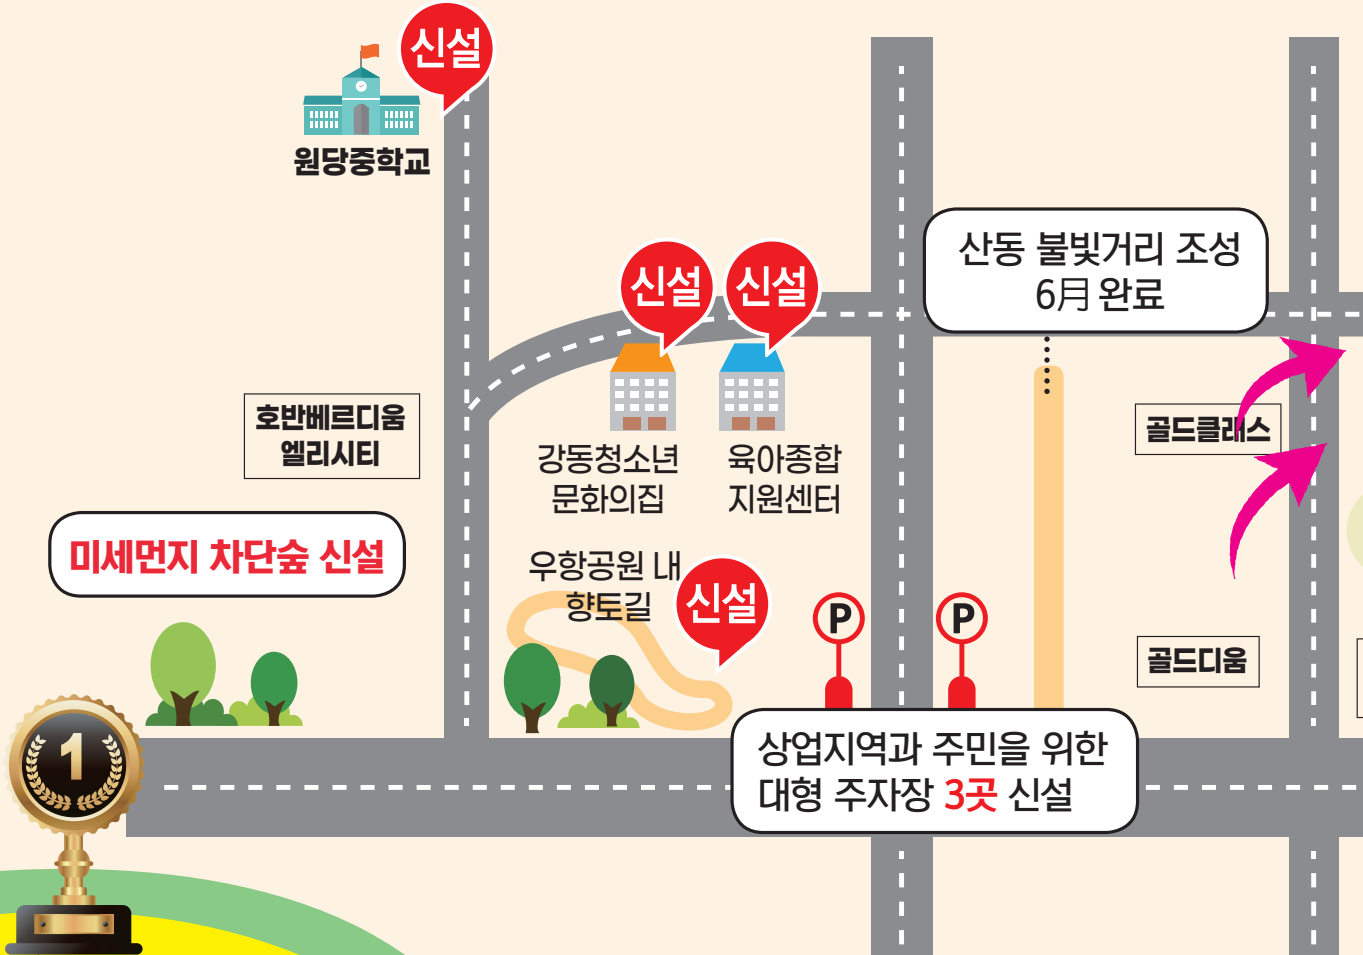 신설
원당중학교
신설
신설
산동 불빛거리 조성
6月 완료
호반베르디움
엘리시티
골드클래스
강동청소년
문화의집
육아종합
지원센터
미세먼지 차단숲 신설
우항공원 내
향토길
신설
P
P
골드디움
상업지역과 주민을 위한
대형 주자장 3곳 신설
1